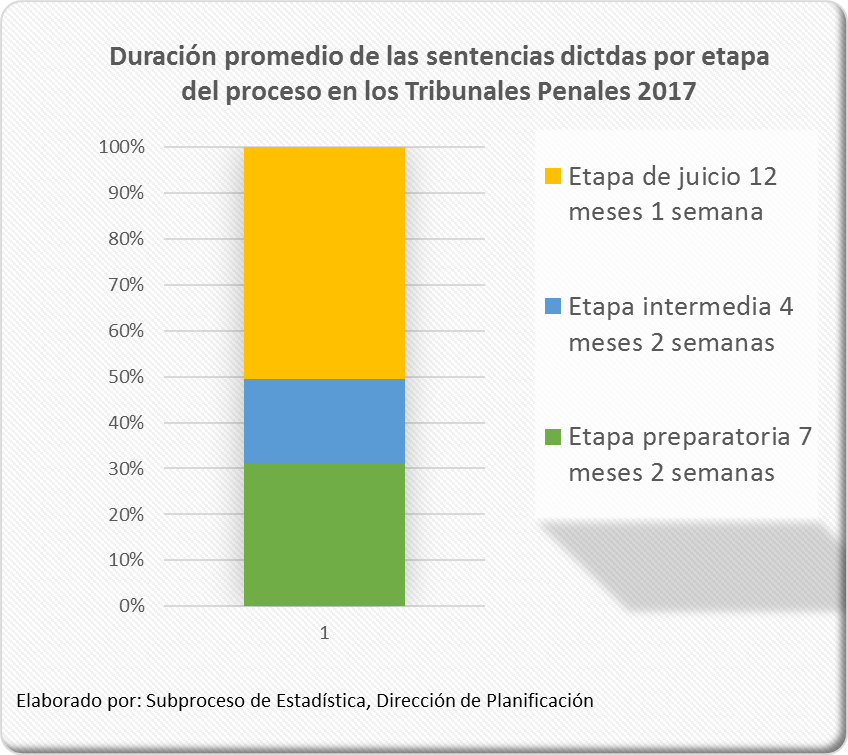 Duración promedio de las sentencias dictdas por etapa
del proceso en los Tribunales Penales 2017
100%
90%
80%
70%
60%
50%
40%
30%
20%
10%
0%
1
Etapa de juicio 12
meses 1 semana
Etapa intermedia 4
meses 2 semanas
Etapa preparatoria 7
meses 2 semanas
Elaborado por: Subproceso de Estadística, Dirección de Planificación